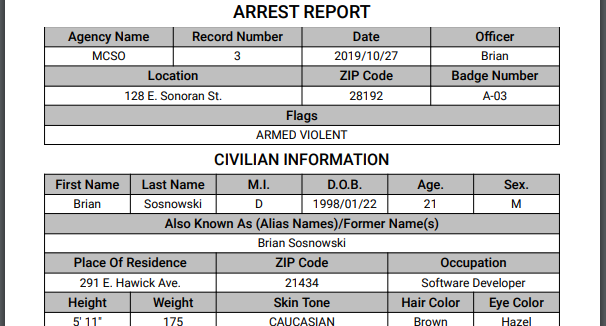 ARREST REPORT
Agency Name Record Number Date Officer
MCSO 3 2019/10/27 Brian
Location ZIP Code Badge Number
128 E. Sonoran St. 28192 A-03
Flags
ARMED VIOLENT
CIVILIAN INFORMATION
First Name Last Name M.I. D.O.B. Age. Sex.
Brian Sosnowski D 1998/01/22 21 M
Also Known As (Alias Names)/Former Name(s)
Brian Sosnowski
Place Of Residence ZIP Code Occupation
291 E. Hawick Ave. 21434 Software Developer
Height Weight Skin Tone Hair Color Eye Color
5' 11" 175 CAUCASIAN Brown Hazel